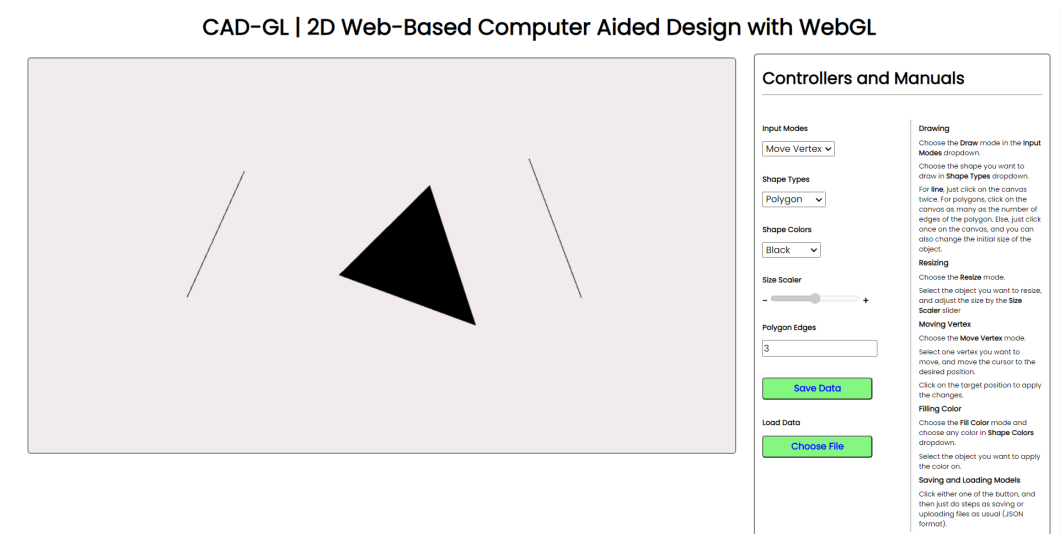 CAD-GL | 2D Web-Based Computer Aided Design with WebGL
Controllers and Manuals
Input Modes
Move Vertex
Shape Types
Polygon
Shape Colors
Black
Size Scaler
- +
Polygon Edges
3
Save Data
Load Data
Choose File
Drawing
Choose the Draw mode in the Input
Modes dropdown.
Choose the shape you want to
draw in Shape Types dropdown.
For line, just click on the canvas
twice. For polygons, click on the
canvas as many as the number of
edges of the polygon. Else, just click
once on the canvas, and you can
also change the initial size of the
object.
Resizing
Choose the Resize mode.
Select the object you want to resize,
and adjust the size by the Size
Scaler slider
Moving Vertex
Choose the Move Vertex mode.
Select one vertex you want to
move, and move the cursor to the
desired position.
Click on the target position to apply
the changes.
Filling Color
Choose the Fill Color mode and
choose any color in Shape Colors
dropdown.
Select the object you want to apply
the color on.
Saving and Loading Models
Click either one of the button, and
then just do steps as saving or
uploading files as usual (JSON
format).